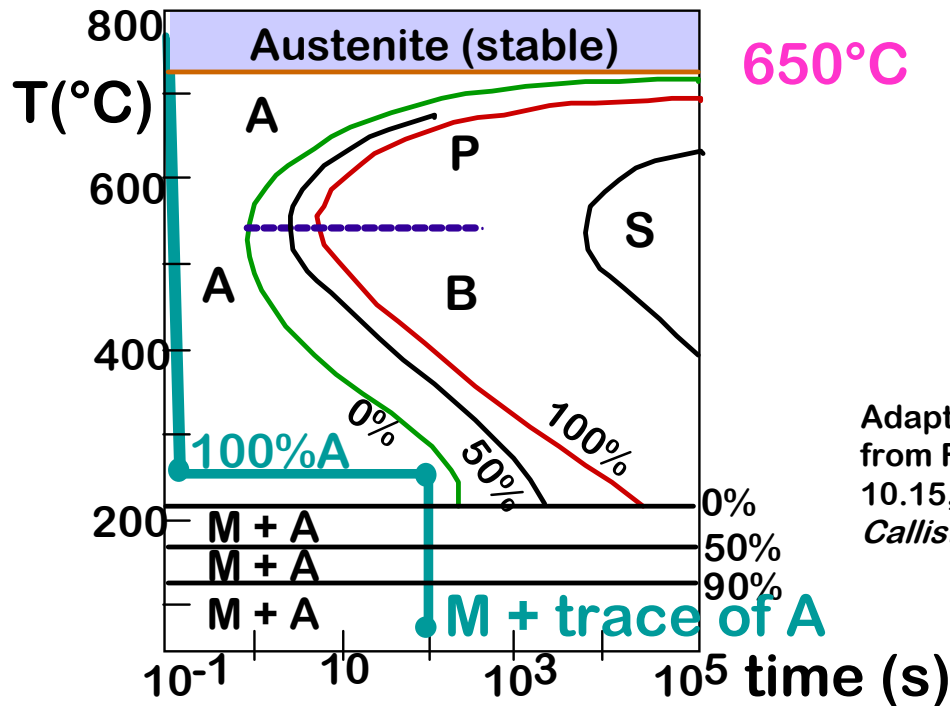 800
Austenite (stable)
650°C
T(°C)
A
P
600
S
A
B
400
0%
50%
100%
100%A
Adapt
from F
10.15,
Callis
200
M + A
0%
M + A
50%
90%
M + A
M + trace of A
10-1
10
10³
10⁵
time (s)